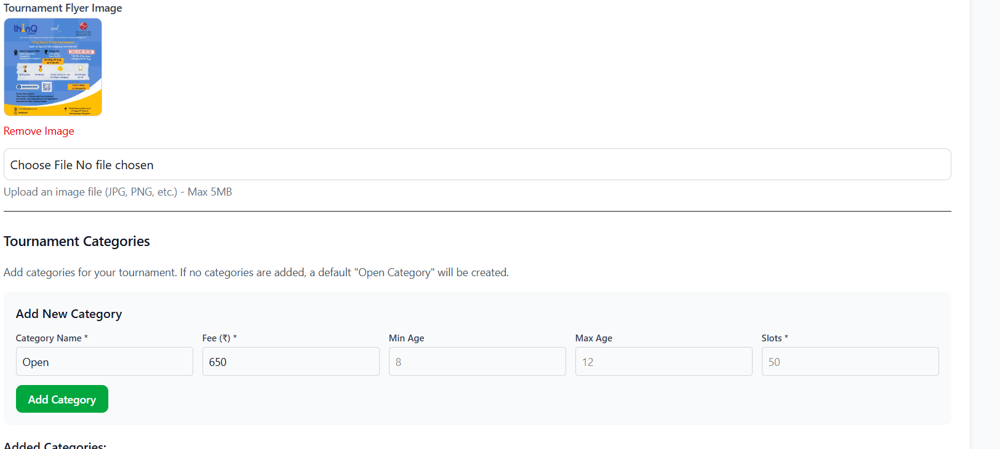 Tournament Flyer Image
thinQ
Remove Image
Choose File No file chosen
Upload an image file (JPG, PNG, etc.) - Max 5MB
Tournament Categories
Add categories for your tournament. If no categories are added, a default "Open Category" will be created.
Add New Category
Category Name * Fee (₹) * Min Age Max Age Slots *
Open 650 8 12 50
Add Category
Added Categories: